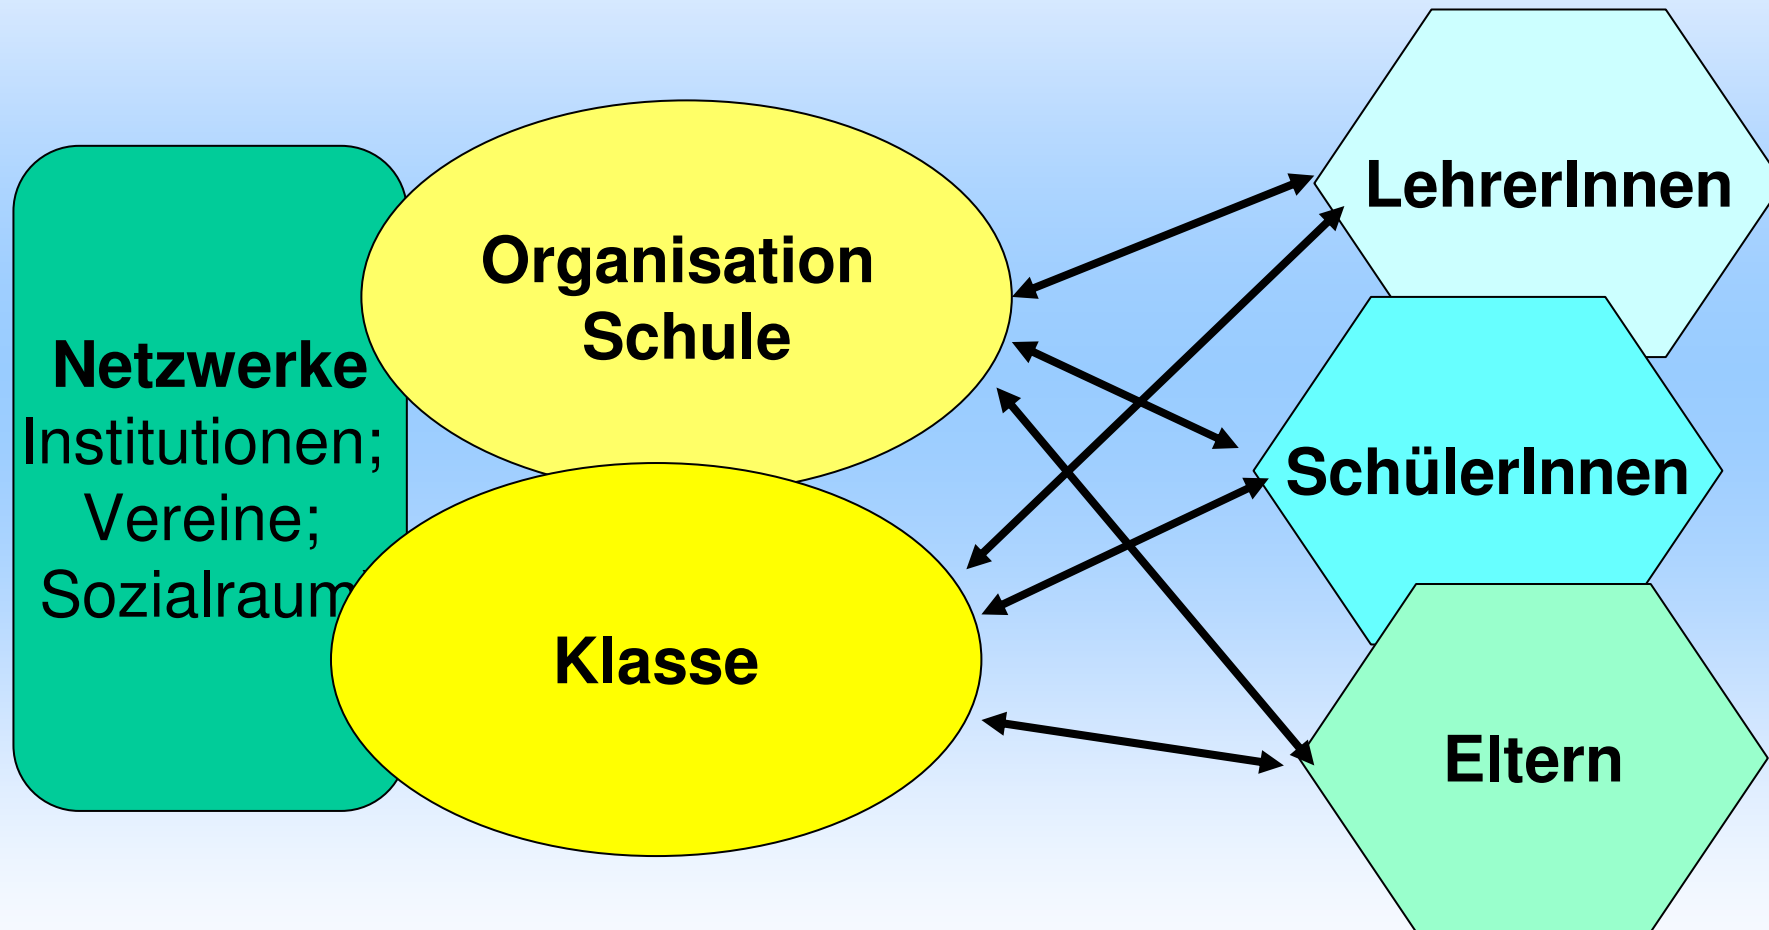 Netzwerke
Institutionen;
Vereine;
Sozialraum
Organisation
Schule
Klasse
LehrerInnen
SchülerInnen
Eltern